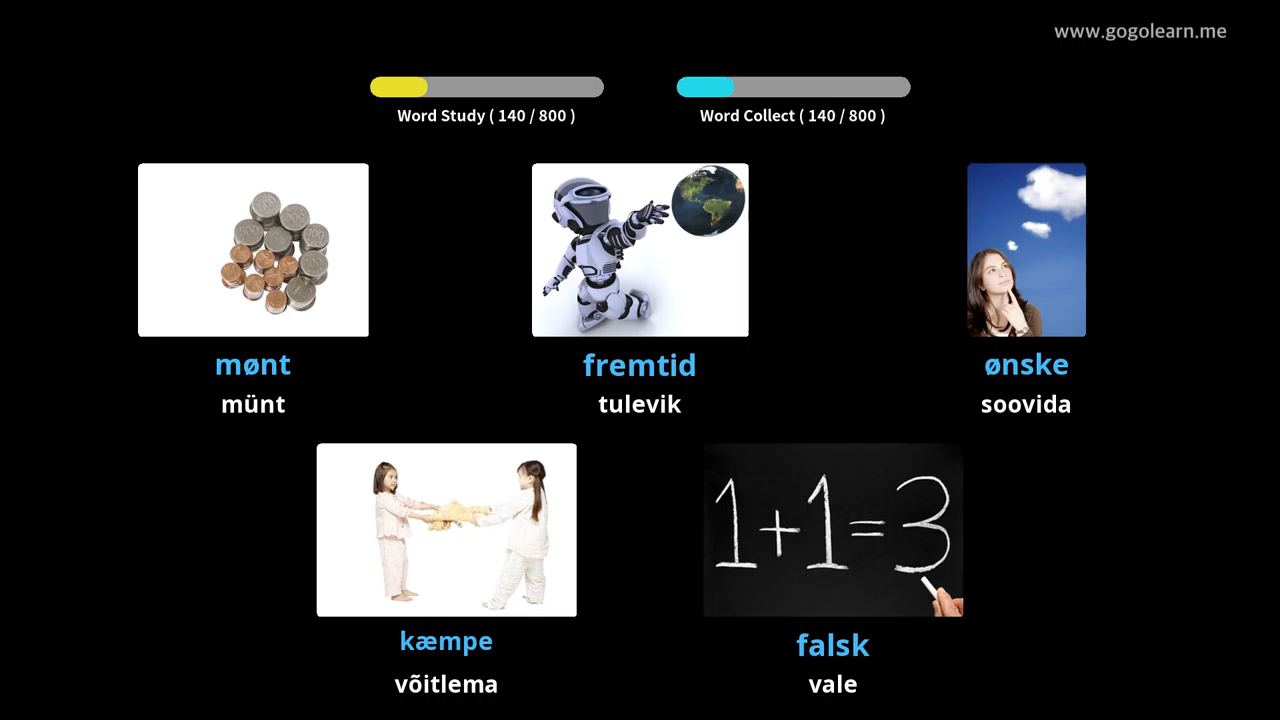 www.gogolearn.me
Word Study ( 140 / 800 )
Word Collect ( 140 / 800 )
mønt
fremtid
ønske
münt
tulevik
soovida
1+1=3
kæmpe
falsk
võitlema
vale